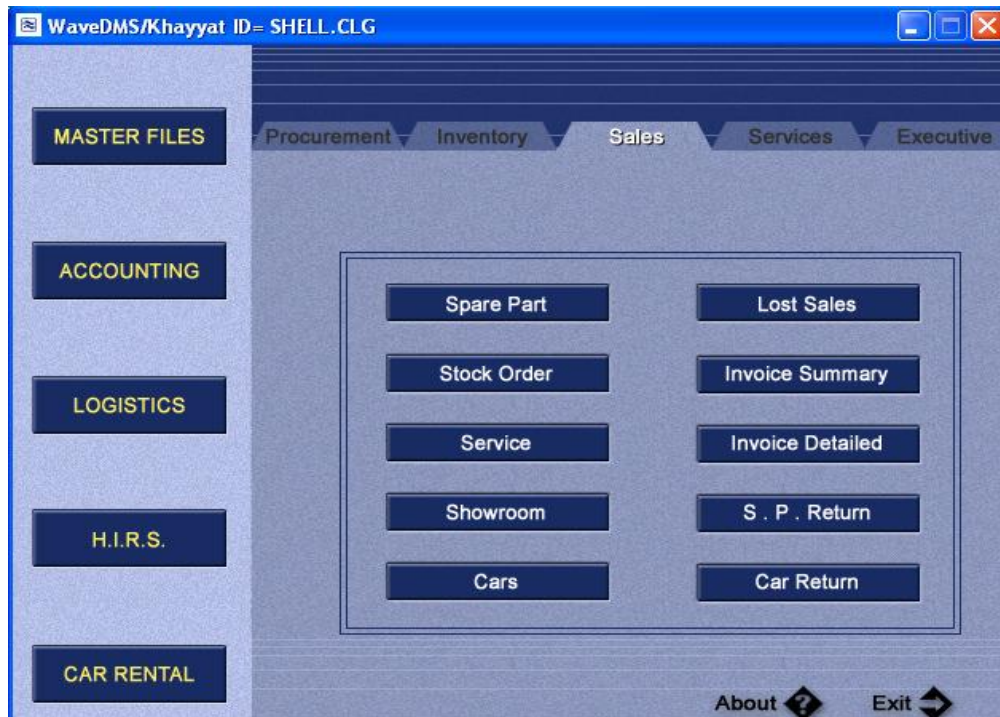 WaveDMS/Khayyat ID= SHELL.CLG
MASTER FILES
ACCOUNTING
LOGISTICS
H.I.R.S.
CAR RENTAL
Procurement Inventory Sales Services Executive
Spare Part Lost Sales
Stock Order Invoice Summary
Service Invoice Detailed
Showroom S . P . Return
Cars Car Return
About ? Exit